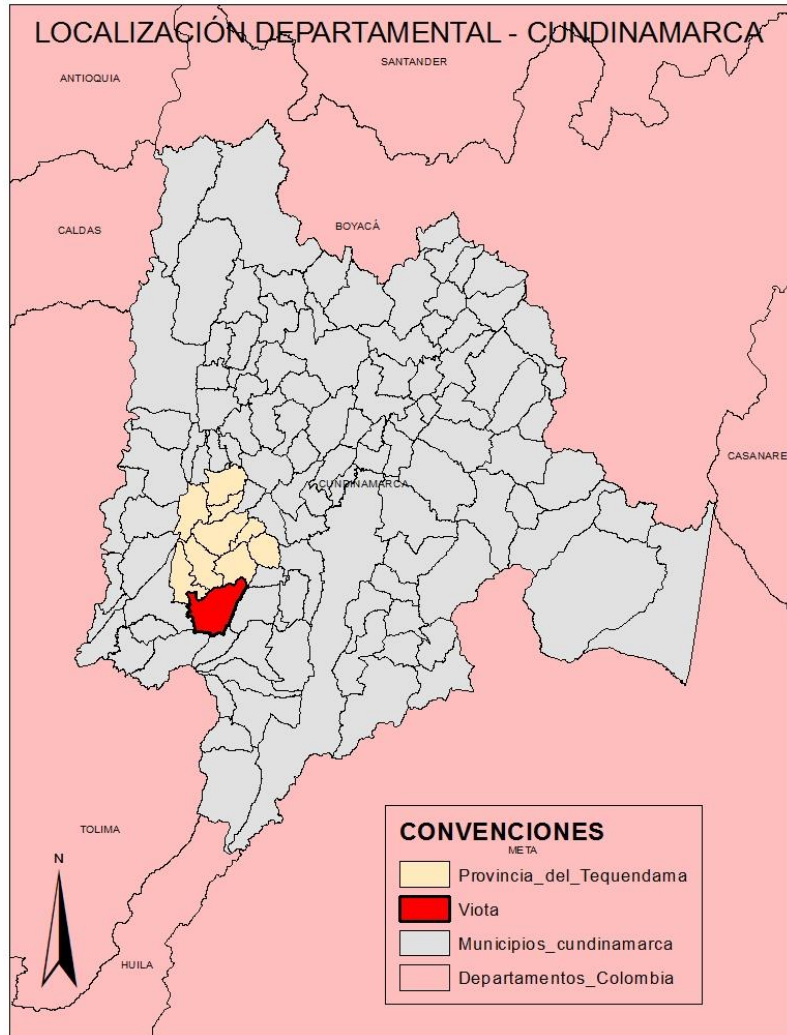 LOCALIZACIÓN DEPARTAMENTAL - CUNDINAMARCA
SANTANDER
ANTIOQUIA
CALDAS
BOYACÁ
CASANARE
CUNDINAMARCA
TOLIMA
HUILA
N
CONVENCIONES
META
Provincia_del_Tequendama
Viota
Municipios_cundinamarca
Departamentos_Colombia